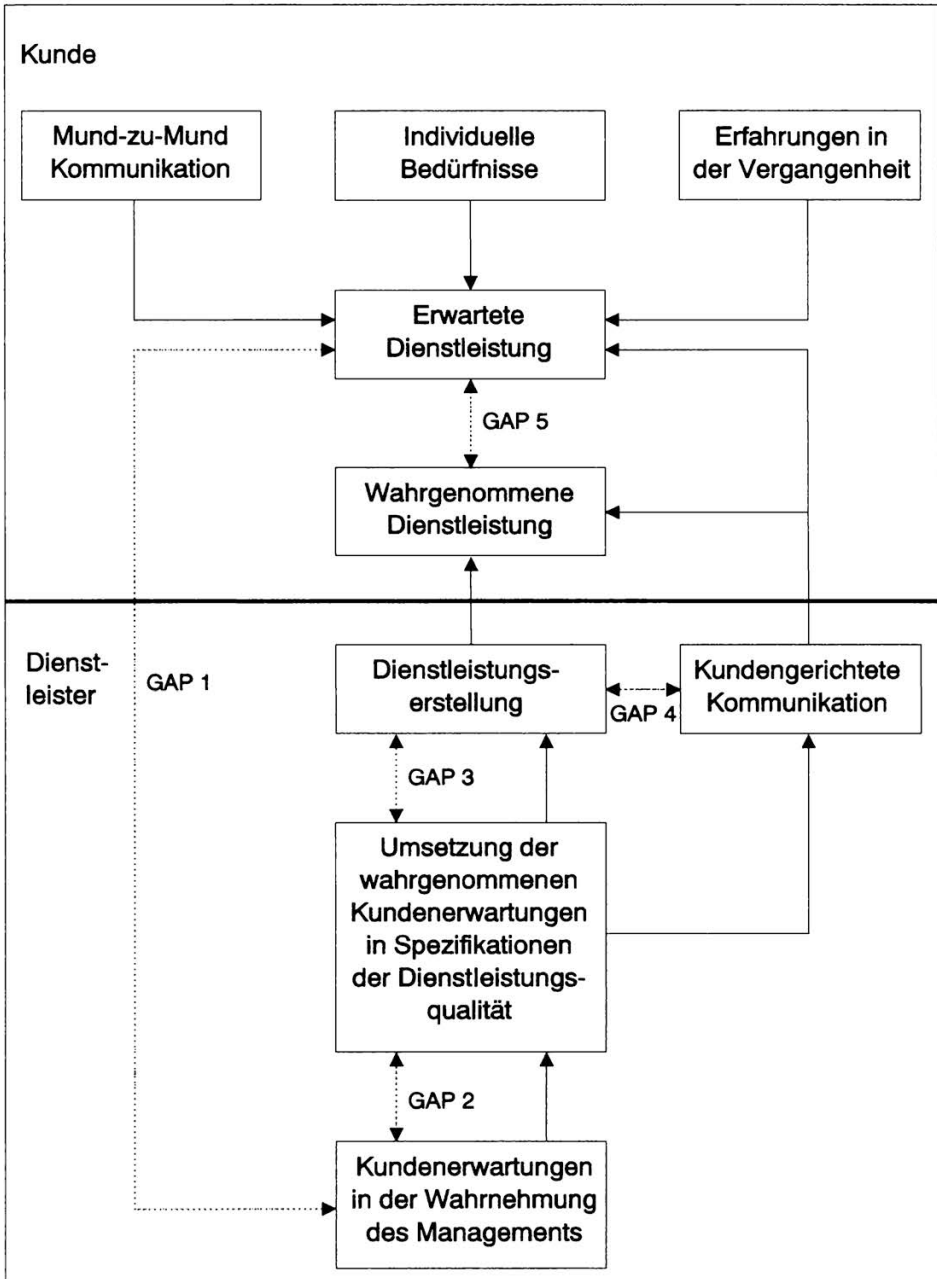 Kunde
Mund-zu-Mund
Kommunikation
Individuelle
Bedürfnisse
Erfahrungen in
der Vergangenheit
Erwartete
Dienstleistung
GAP 5
Wahrgenommene
Dienstleistung
Dienst-
leister
GAP 1
Dienstleistungs-
erstellung
GAP 4
Kundengerichtete
Kommunikation
GAP 3
Umsetzung der
wahrgenommenen
Kundenerwartungen
in Spezifikationen
der Dienstleistungs-
qualität
GAP 2
Kundenerwartungen
in der Wahrnehmung
des Managements